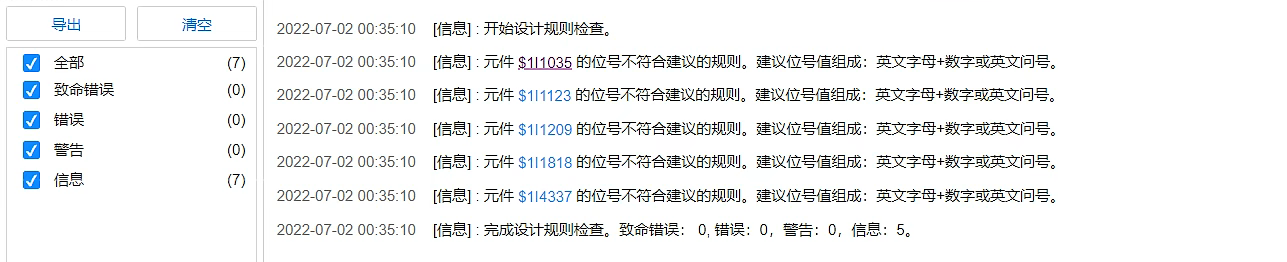 导出 清空
全部 (7)
致命错误 (0)
错误 (0)
警告 (0)
信息 (7)
2022-07-02 00:35:10 [信息] : 开始设计规则检查。
2022-07-02 00:35:10 [信息] : 元件 $1I1035 的位号不符合建议的规则。建议位号值组成：英文字母+数字或英文问号。
2022-07-02 00:35:10 [信息] : 元件 $1I1123 的位号不符合建议的规则。建议位号值组成：英文字母+数字或英文问号。
2022-07-02 00:35:10 [信息] : 元件 $1I1209 的位号不符合建议的规则。建议位号值组成：英文字母+数字或英文问号。
2022-07-02 00:35:10 [信息] : 元件 $1I1818 的位号不符合建议的规则。建议位号值组成：英文字母+数字或英文问号。
2022-07-02 00:35:10 [信息] : 元件 $1I4337 的位号不符合建议的规则。建议位号值组成：英文字母+数字或英文问号。
2022-07-02 00:35:10 [信息] : 完成设计规则检查。致命错误： 0, 错误：0，警告：0，信息：5。